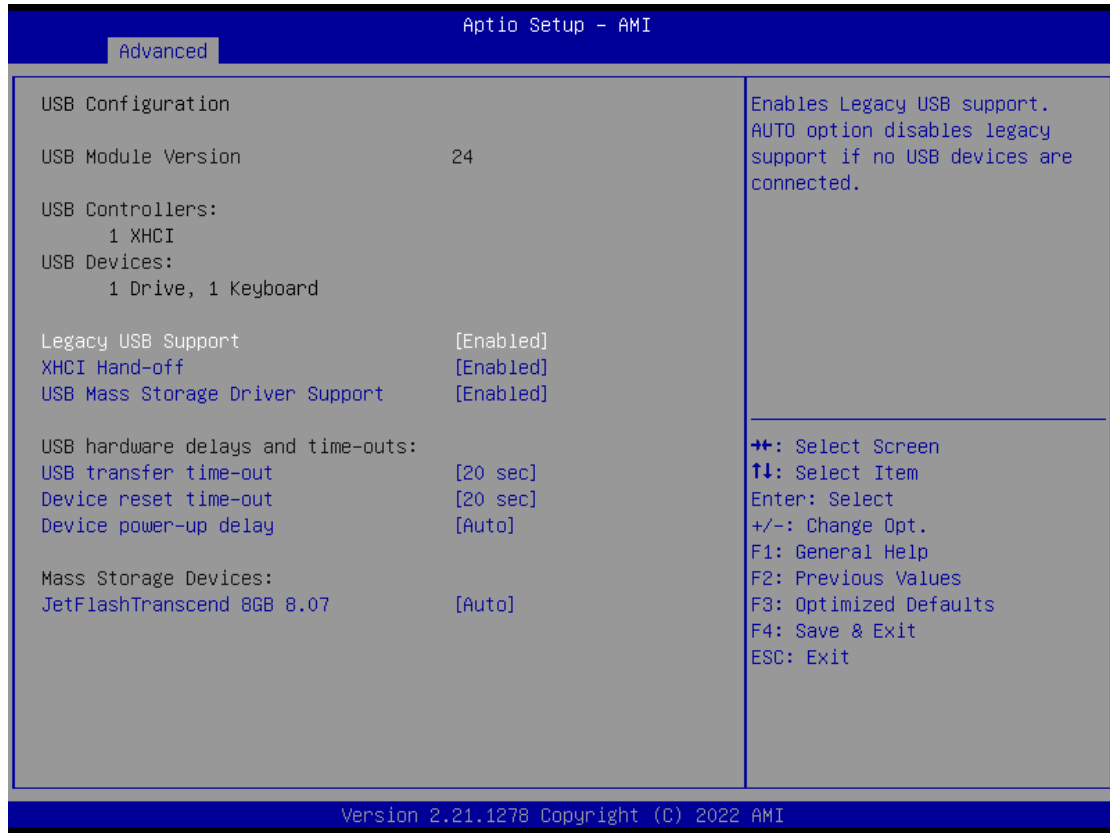 Aptio Setup – AMI
Advanced
USB Configuration
USB Module Version 24
USB Controllers:
1 XHCI
USB Devices:
1 Drive, 1 Keyboard
Legacy USB Support [Enabled]
XHCI Hand-off [Enabled]
USB Mass Storage Driver Support [Enabled]
USB hardware delays and time-outs:
USB transfer time-out [20 sec]
Device reset time-out [20 sec]
Device power-up delay [Auto]
Mass Storage Devices:
JetFlashTranscend 8GB 8.07 [Auto]
Enables Legacy USB support.
AUTO option disables legacy
support if no USB devices are
connected.
→←: Select Screen
↑↓: Select Item
Enter: Select
+/-: Change Opt.
F1: General Help
F2: Previous Values
F3: Optimized Defaults
F4: Save & Exit
ESC: Exit
Version 2.21.1278 Copyright (C) 2022 AMI